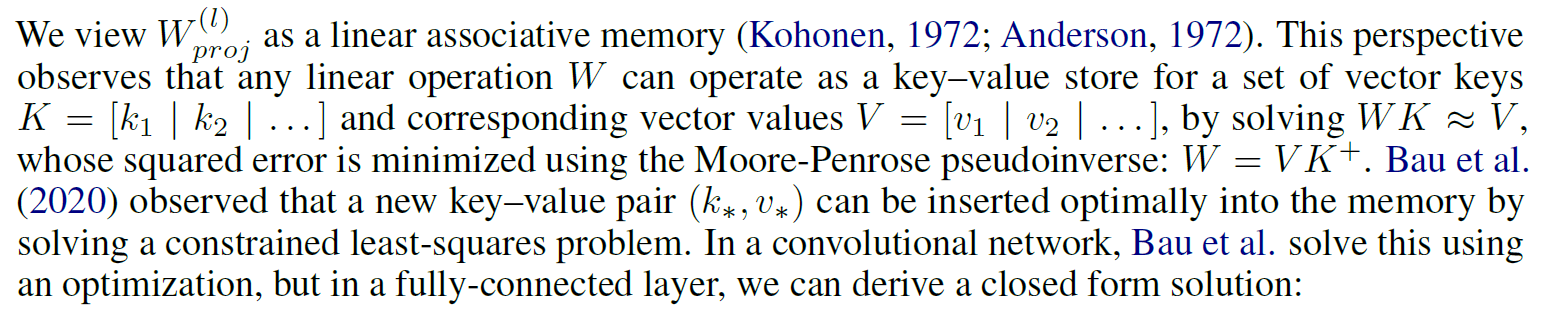 We view $W_{proj}^{(l)}$ as a linear associative memory (Kohonen, 1972; Anderson, 1972). This perspective
observes that any linear operation $W$ can operate as a key–value store for a set of vector keys
$K = [k_1 \mid k_2 \mid \dots]$ and corresponding vector values $V = [v_1 \mid v_2 \mid \dots]$, by solving $WK \approx V$,
whose squared error is minimized using the Moore-Penrose pseudoinverse: $W = VK^+$. Bau et al.
(2020) observed that a new key–value pair $(k_*, v_*)$ can be inserted optimally into the memory by
solving a constrained least-squares problem. In a convolutional network, Bau et al. solve this using
an optimization, but in a fully-connected layer, we can derive a closed form solution: